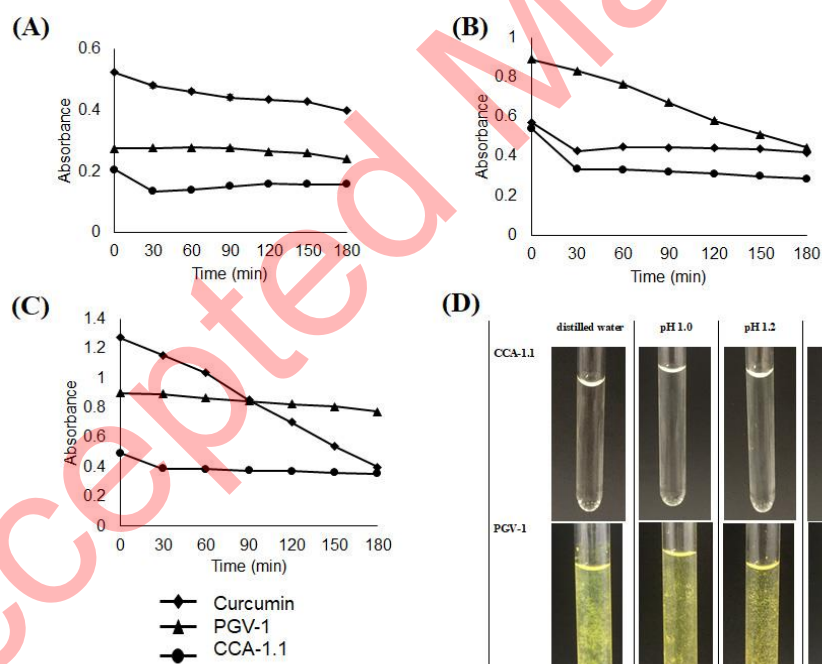 (A)
0.6
0.4
0.2
0
Absorbance
0 30 60 90 120 150 180
Time (min)
(B)
1
0.8
0.6
0.4
0.2
0
Absorbance
0 30 60 90 120 150 180
Time (min)
(C)
1.4
1.2
1
0.8
0.6
0.4
0.2
0
Absorbance
0 30 60 90 120 150 180
Time (min)
Curcumin
PGV-1
CCA-1.1
(D)
distilled water pH 1.0 pH 1.2
CCA-1.1
PGV-1
ccepted Ma